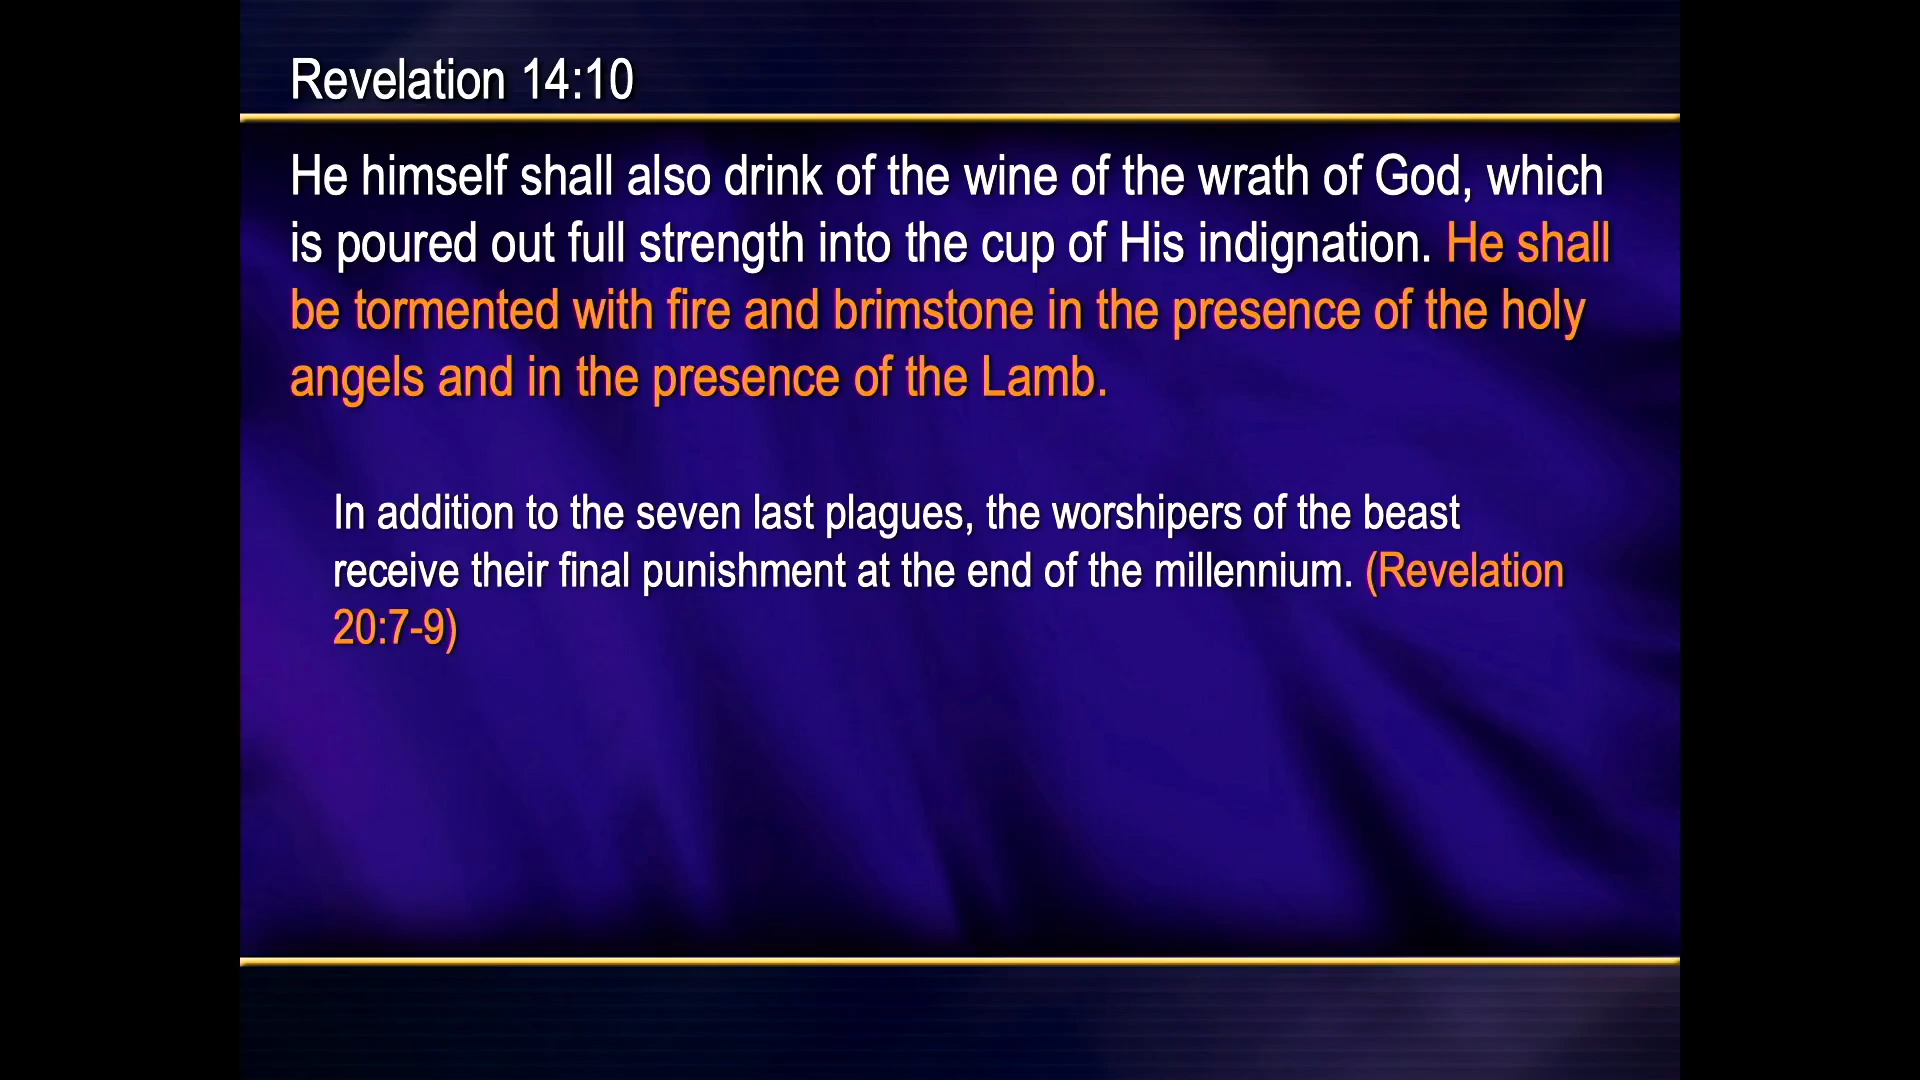 Revelation 14:10
He himself shall also drink of the wine of the wrath of God, which
is poured out full strength into the cup of His indignation. He shall
be tormented with fire and brimstone in the presence of the holy
angels and in the presence of the Lamb.
In addition to the seven last plagues, the worshipers of the beast
receive their final punishment at the end of the millennium. (Revelation
20:7-9)